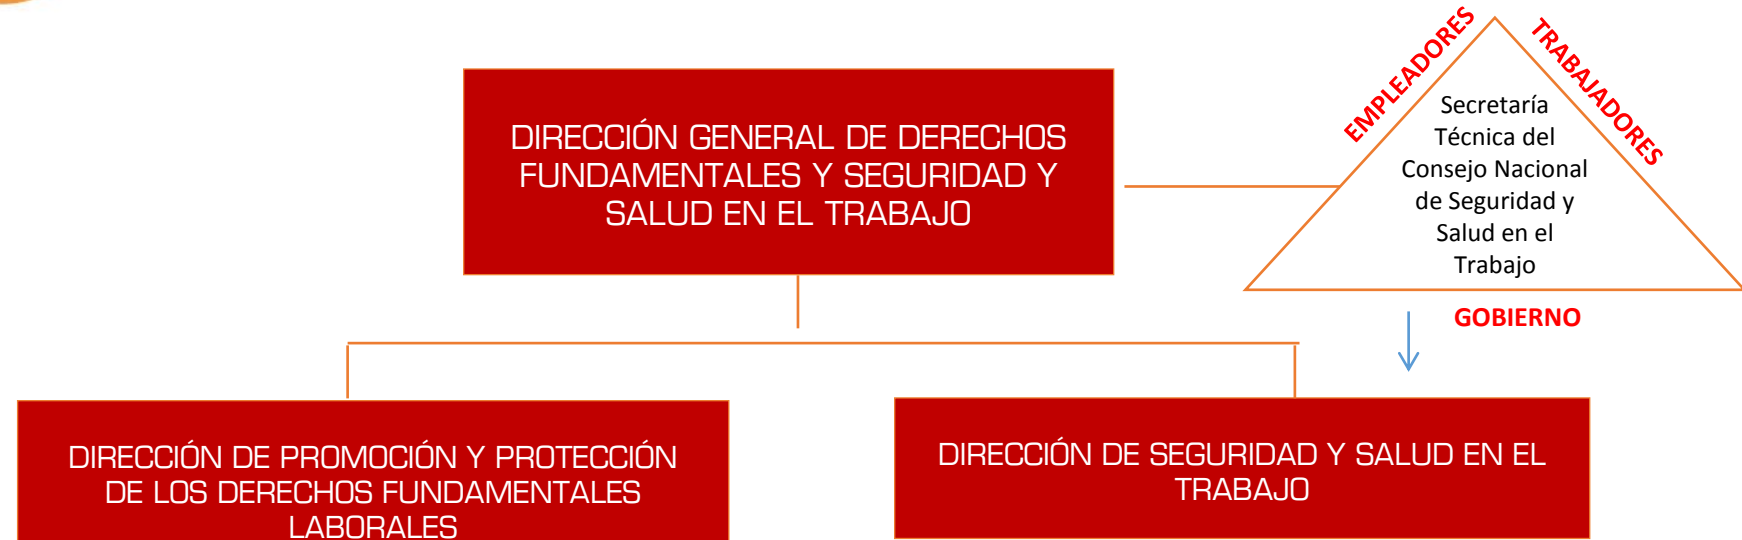 DIRECCIÓN GENERAL DE DERECHOS
FUNDAMENTALES Y SEGURIDAD Y
SALUD EN EL TRABAJO
EMPLEADORES
TRABAJADORES
Secretaría
Técnica del
Consejo Nacional
de Seguridad y
Salud en el
Trabajo
GOBIERNO
DIRECCIÓN DE PROMOCIÓN Y PROTECCIÓN
DE LOS DERECHOS FUNDAMENTALES
LABORALES
DIRECCIÓN DE SEGURIDAD Y SALUD EN EL
TRABAJO